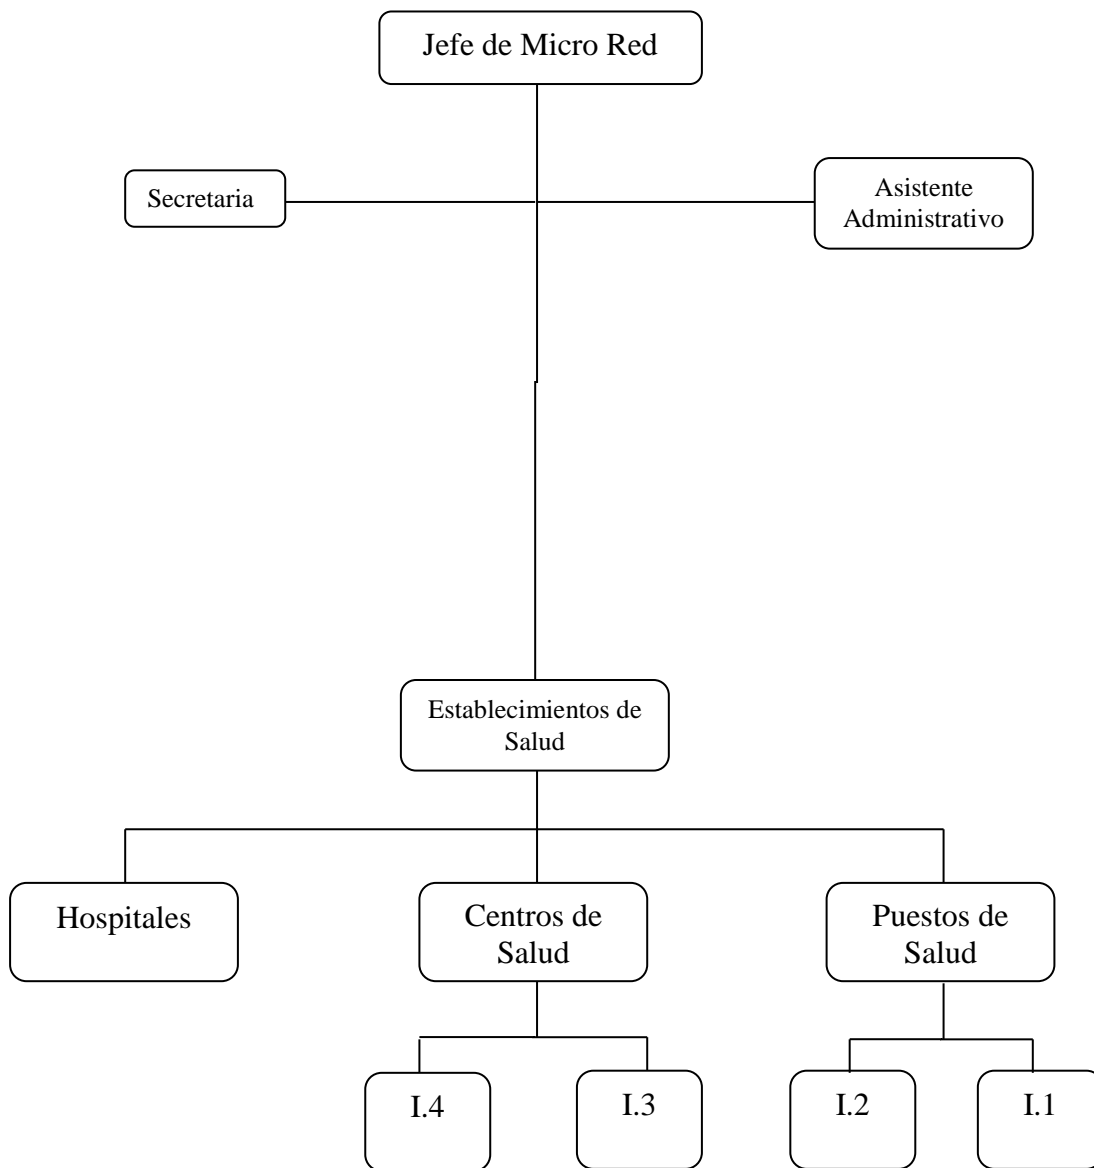 Jefe de Micro Red
Secretaria
Asistente
Administrativo
Establecimientos de
Salud
Hospitales
Centros de
Salud
Puestos de
Salud
I.4
I.3
I.2
I.1